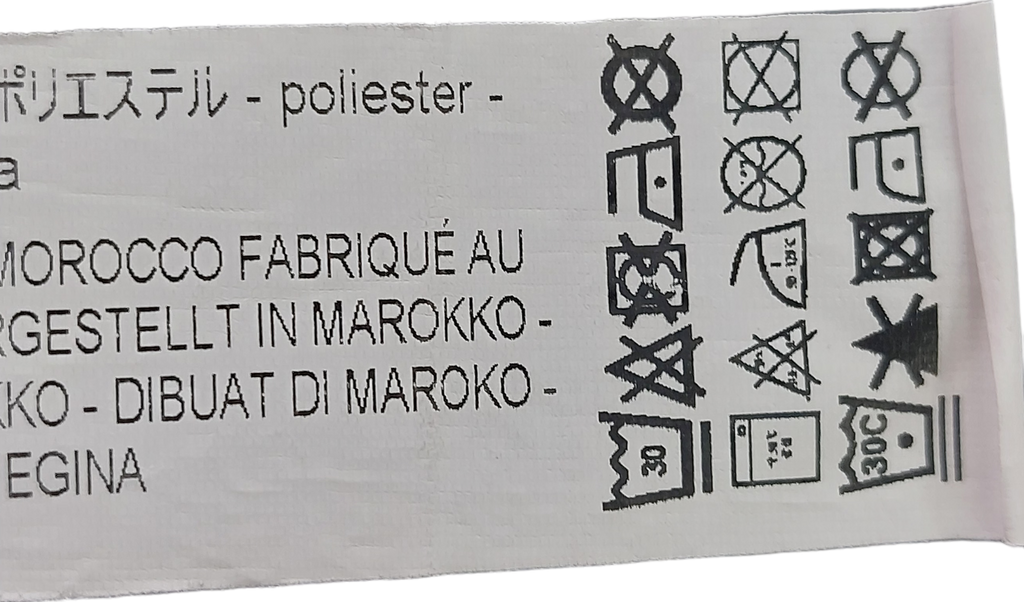 ポリエステル - poliester -
a
MOROCCO FABRIQUÉ AU
RGESTELLT IN MAROKKO -
KKO - DIBUAT DI MAROKO -
EGINA
30
30C